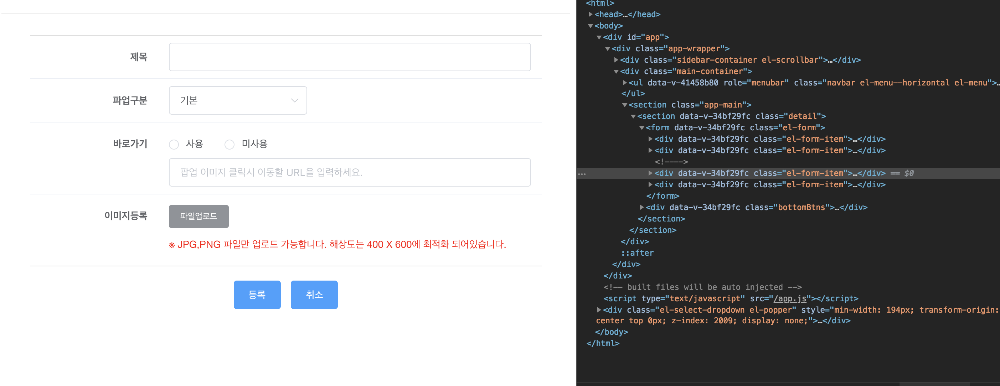 제목
파업구분
기본
바로가기
사용
미사용
팝업 이미지 클릭시 이동할 URL을 입력하세요.
이미지등록
파일업로드
※ JPG,PNG 파일만 업로드 가능합니다. 해상도는 400 X 600에 최적화 되어있습니다.
등록
취소
<html>
<head>…</head>
<body>
<div id="app">
<div class="app-wrapper">
<div class="sidebar-container el-scrollbar">…</div>
<div class="main-container">
<ul data-v-41458b80 role="menubar" class="navbar el-menu--horizontal el-menu">…
</ul>
<section class="app-main">
<section data-v-34bf29fc class="detail">
<form data-v-34bf29fc class="el-form">
<div data-v-34bf29fc class="el-form-item">…</div>
<div data-v-34bf29fc class="el-form-item">…</div>
<!---->
<div data-v-34bf29fc class="el-form-item">…</div> == $0
<div data-v-34bf29fc class="el-form-item">…</div>
</form>
<div data-v-34bf29fc class="bottomBtns">…</div>
</section>
</section>
</div>
::after
</div>
</div>
<!-- built files will be auto injected -->
<script type="text/javascript" src="/app.js"></script>
<div class="el-select-dropdown el-popper" style="min-width: 194px; transform-origin:
center top 0px; z-index: 2009; display: none;">…</div>
</body>
</html>